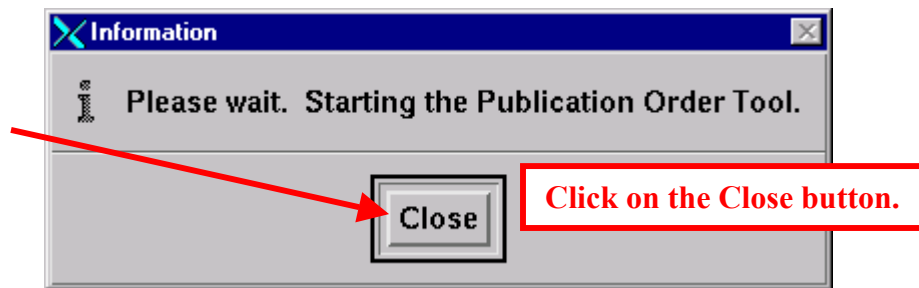 Information
Please wait. Starting the Publication Order Tool.
Close
Click on the Close button.